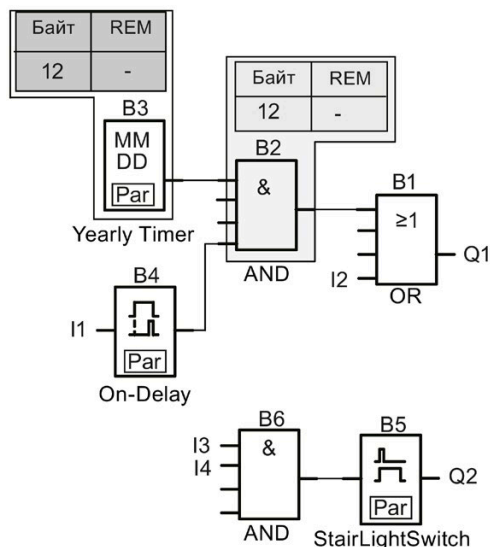 Байт REM
12 -
B3
MM
DD
Par
Yearly Timer
Байт REM
12 -
B2
&
AND
B1
≥1
I2
Q1
OR
B4
I1
Par
On-Delay
B6
I3
I4
&
AND
B5
Par
Q2
StairLightSwitch